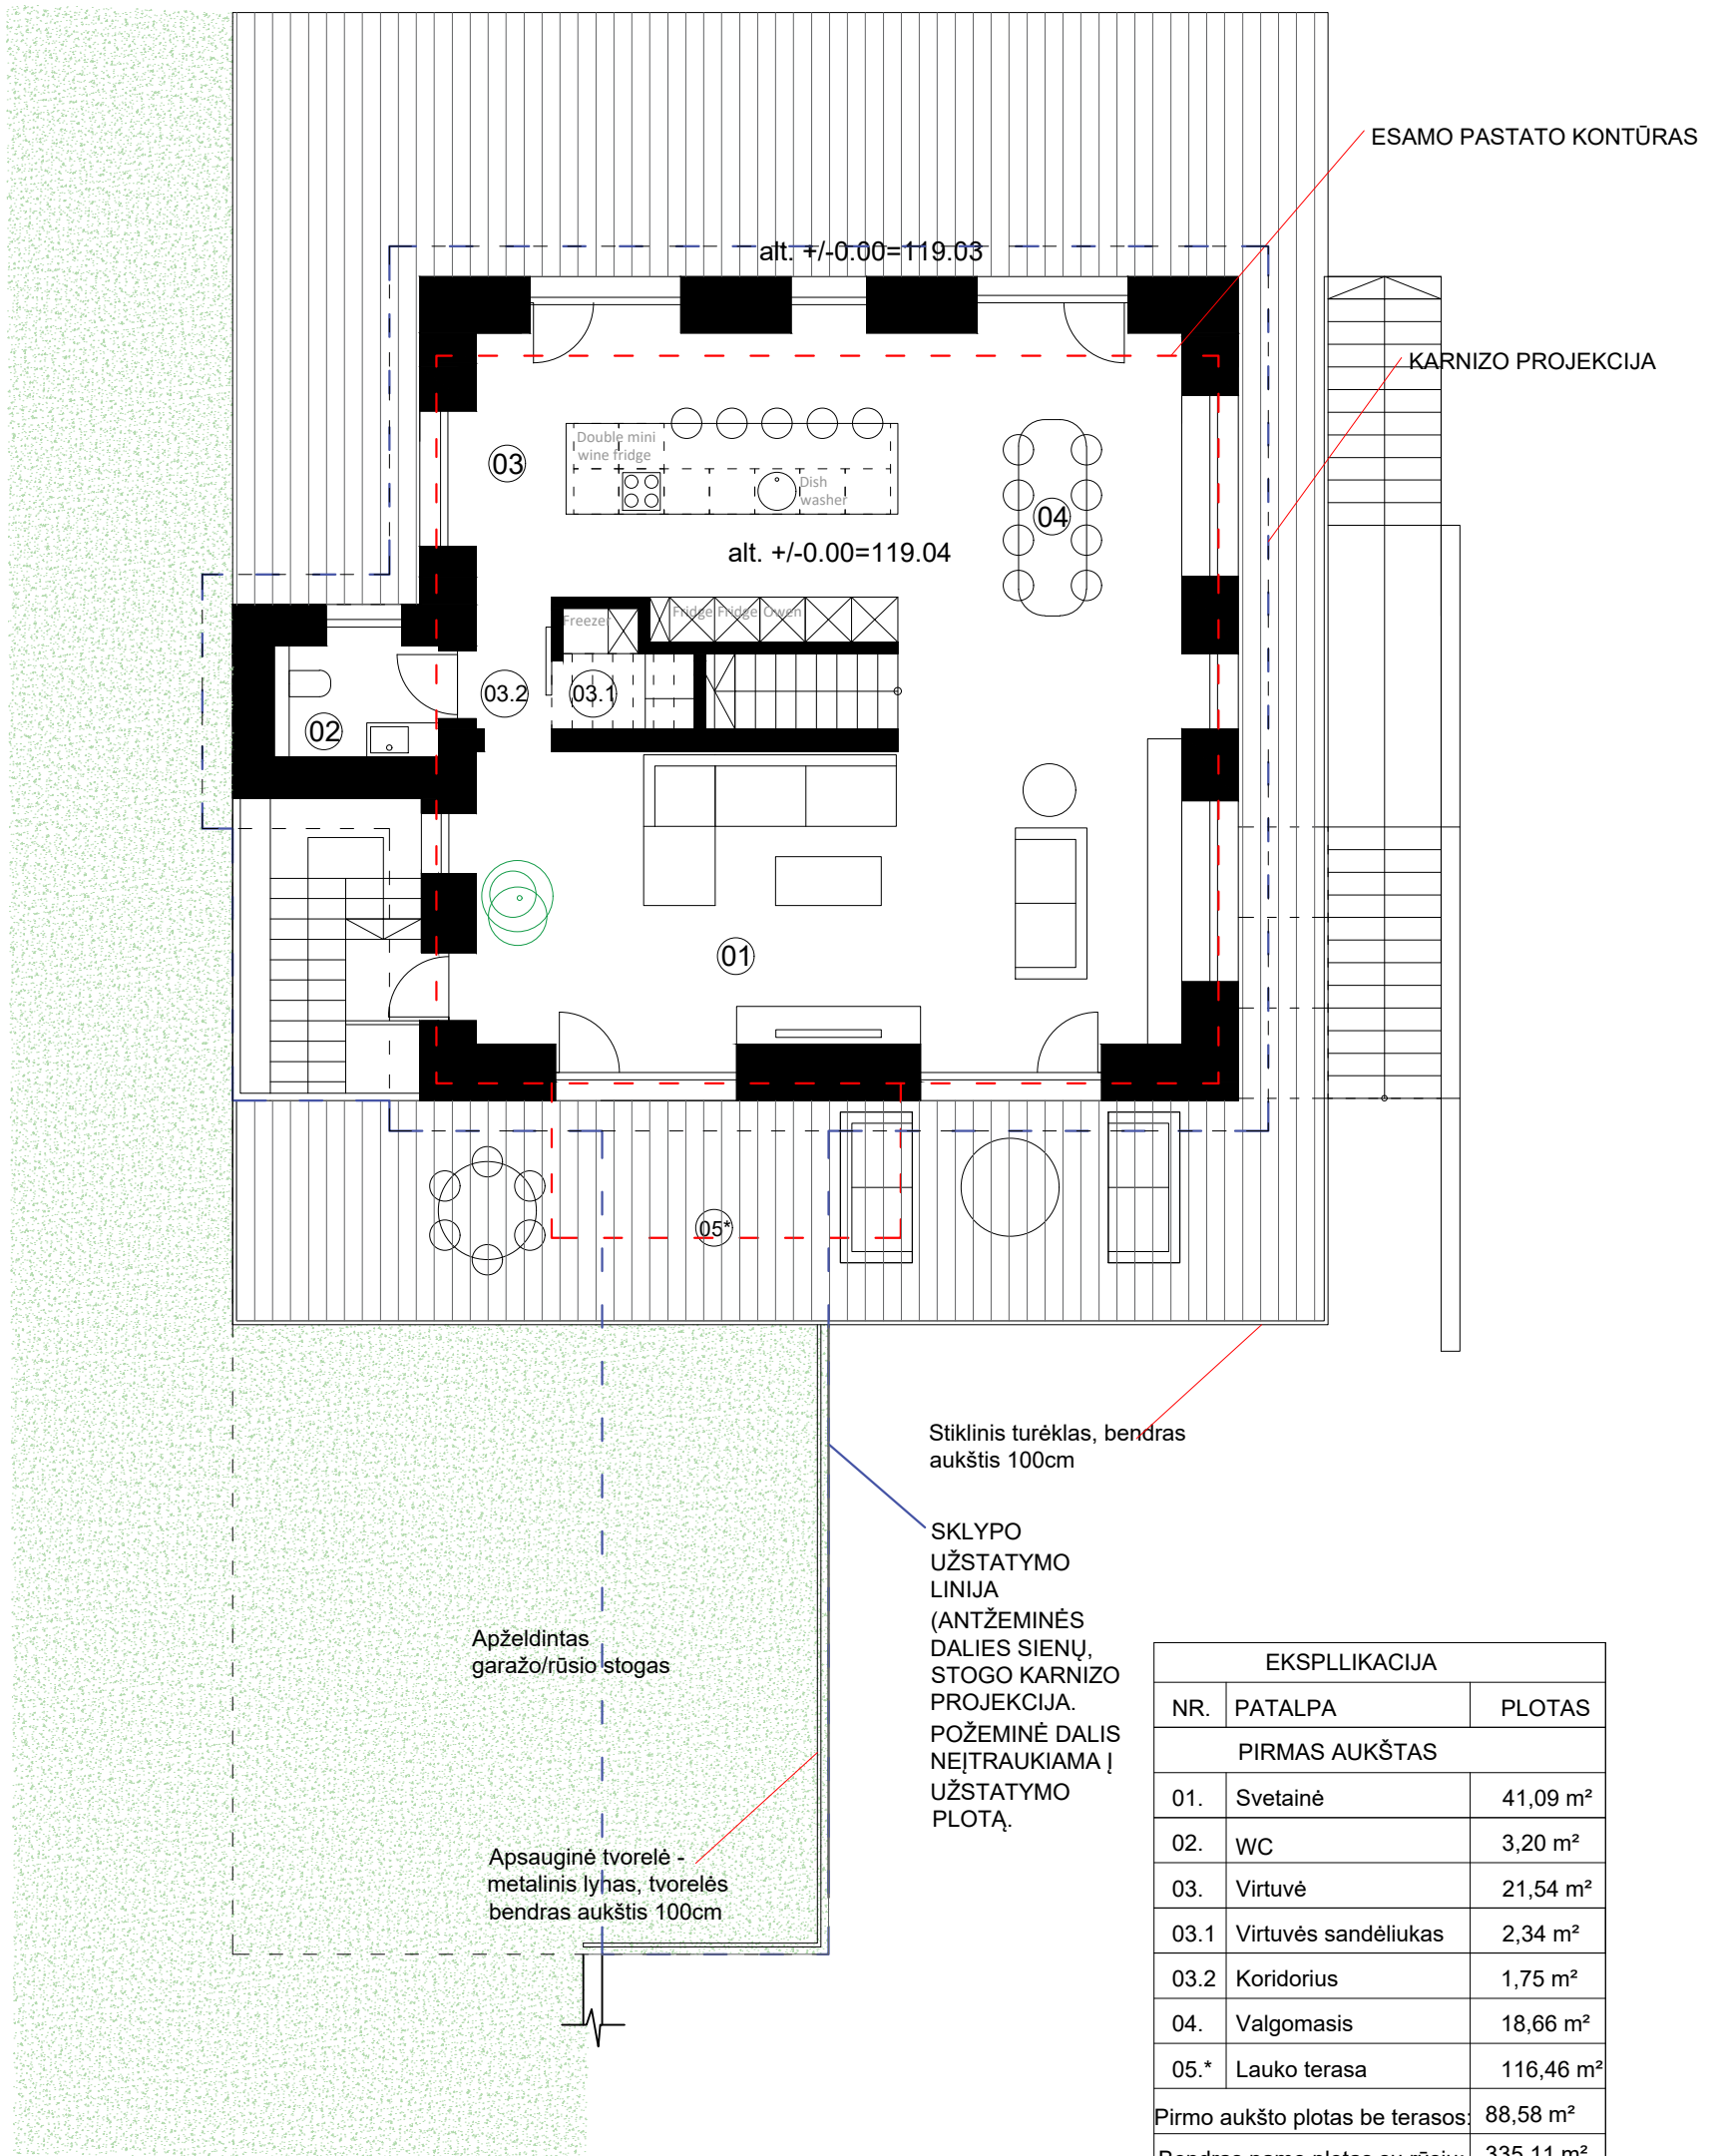 ESAMO PASTATO KONTŪRAS
alt. +/-0.00=119.03
KARNIZO PROJEKCIJA
Double mini
wine fridge
03
Dish
washer
04
alt. +/-0.00=119.04
Freezer
Fridge Fridge Owen
03.2
03.1
02
01
05*
Stiklinis turėklas, bendras
aukštis 100cm
SKLYPO
UŽSTATYMO
LINIJA
(ANTŽEMINĖS
DALIES SIENŲ,
STOGO KARNIZO
PROJEKCIJA.
POŽEMINĖ DALIS
NEĮTRAUKIAMA Į
UŽSTATYMO
PLOTĄ.
Apželdintas
garažo/rūsio stogas
Apsauginė tvorelė -
metalinis lynas, tvorelės
bendras aukštis 100cm
EKSPLLIKACIJA
NR. PATALPA PLOTAS
PIRMAS AUKŠTAS
01. Svetainė 41,09 m²
02. WC 3,20 m²
03. Virtuvė 21,54 m²
03.1 Virtuvės sandėliukas 2,34 m²
03.2 Koridorius 1,75 m²
04. Valgomasis 18,66 m²
05.* Lauko terasa 116,46 m²
Pirmo aukšto plotas be terasos: 88,58 m²
Bendras namo plotas su rūsiu: 335,11 m²